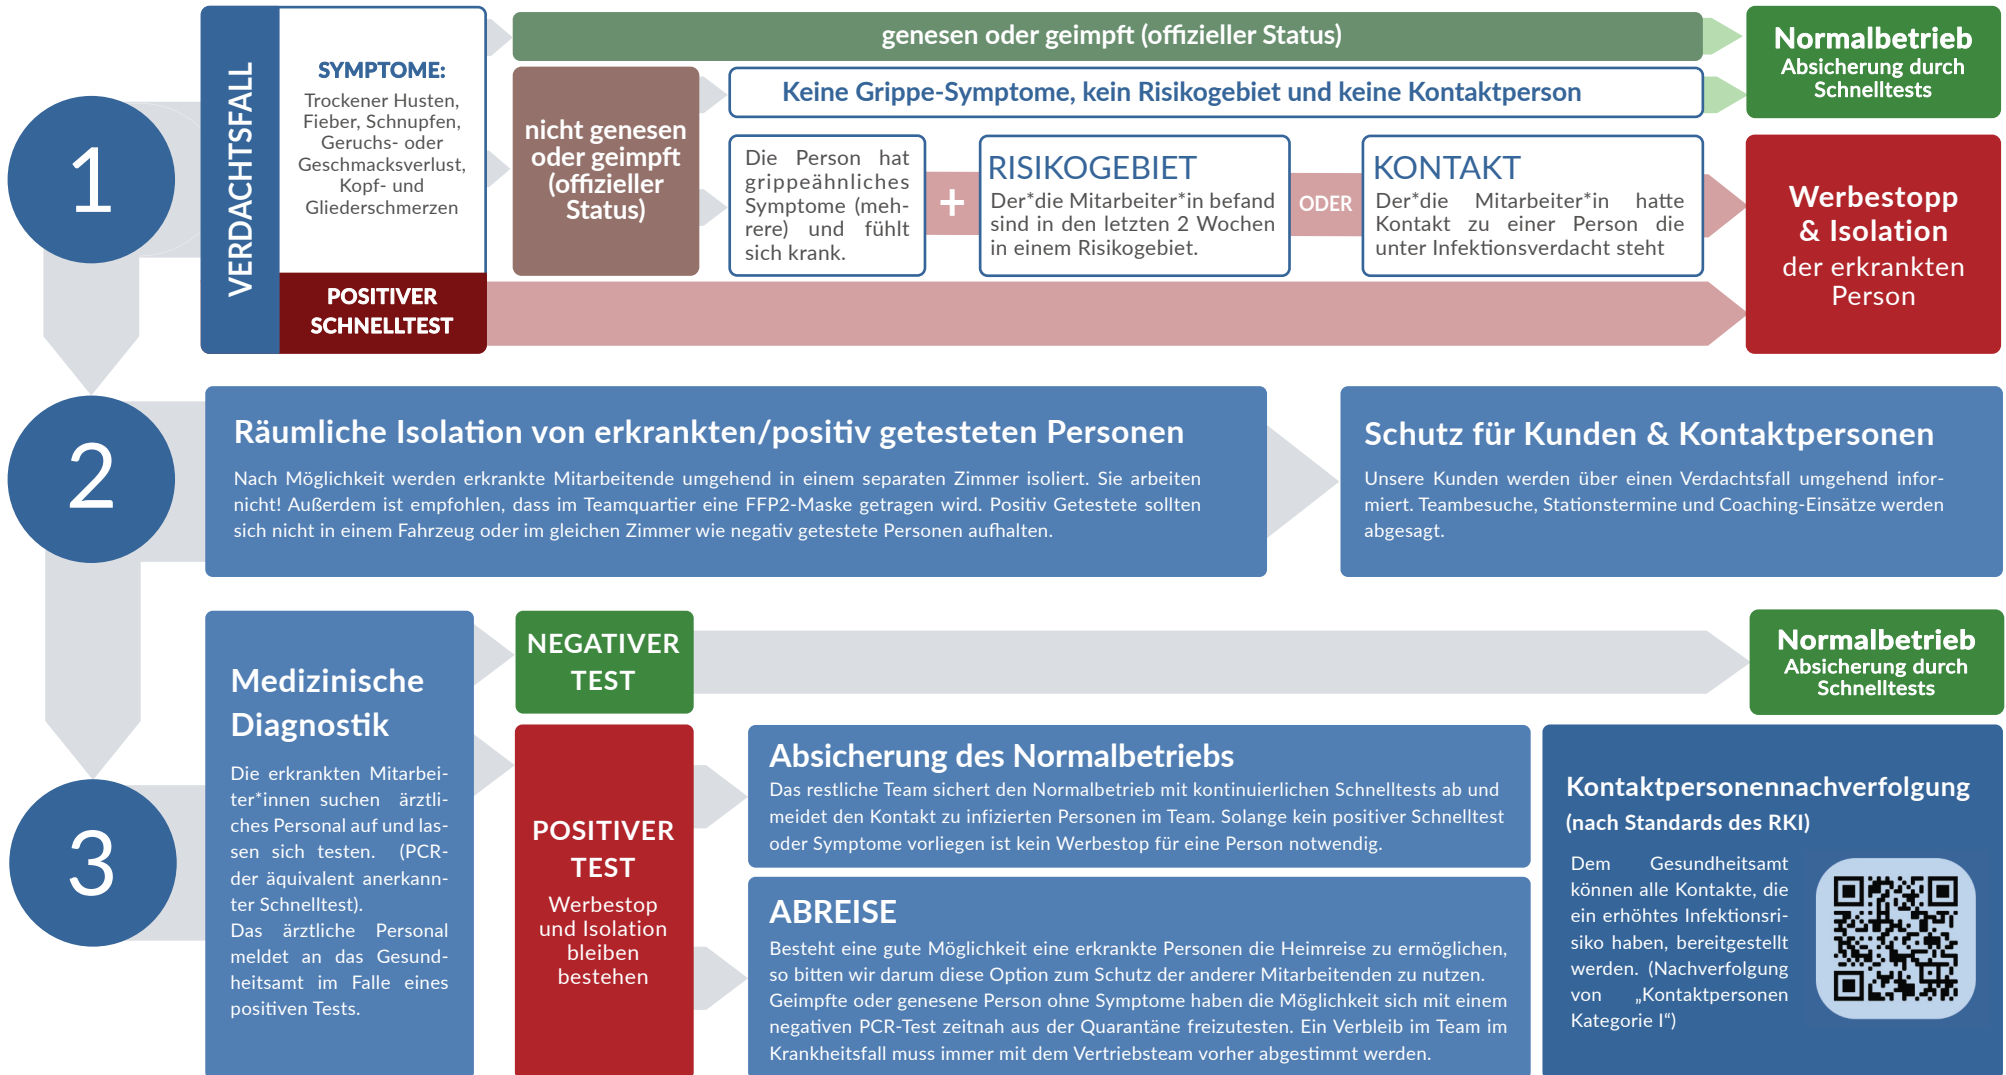 1
VERDACHTSFALL
SYMPTOME:
Trockener Husten,
Fieber, Schnupfen,
Geruchs- oder
Geschmacksverlust,
Kopf- und
Gliederschmerzen
POSITIVER
SCHNELLTEST
genesen oder geimpft (offizieller Status)
nicht genesen
oder geimpft
(offizieller
Status)
Keine Grippe-Symptome, kein Risikogebiet und keine Kontaktperson
Die Person hat
grippeähnliches
Symptome (meh-
rere) und fühlt
sich krank.
+
RISIKOGEBIET
Der*die Mitarbeiter*in befand
sind in den letzten 2 Wochen
in einem Risikogebiet.
ODER
KONTAKT
Der*die Mitarbeiter*in hatte
Kontakt zu einer Person die
unter Infektionsverdacht steht
Normalbetrieb
Absicherung durch
Schnelltests
Werbestopp
& Isolation
der erkrankten
Person
2
Räumliche Isolation von erkrankten/positiv getesteten Personen
Nach Möglichkeit werden erkrankte Mitarbeitende umgehend in einem separaten Zimmer isoliert. Sie arbeiten
nicht! Außerdem ist empfohlen, dass im Teamquartier eine FFP2-Maske getragen wird. Positiv Getestete sollten
sich nicht in einem Fahrzeug oder im gleichen Zimmer wie negativ getestete Personen aufhalten.
Schutz für Kunden & Kontaktpersonen
Unsere Kunden werden über einen Verdachtsfall umgehend infor-
miert. Teambesuche, Stationstermine und Coaching-Einsätze werden
abgesagt.
3
Medizinische
Diagnostik
Die erkrankten Mitarbei-
ter*innen suchen ärztli-
ches Personal auf und las-
sen sich testen. (PCR-
der äquivalent anerkann-
ter Schnelltest).
Das ärztliche Personal
meldet an das Gesund-
heitsamt im Falle eines
positiven Tests.
NEGATIVER
TEST
Normalbetrieb
Absicherung durch
Schnelltests
POSITIVER
TEST
Werbestop
und Isolation
bleiben
bestehen
Absicherung des Normalbetriebs
Das restliche Team sichert den Normalbetrieb mit kontinuierlichen Schnelltests ab und
meidet den Kontakt zu infizierten Personen im Team. Solange kein positiver Schnelltest
oder Symptome vorliegen ist kein Werbestop für eine Person notwendig.
ABREISE
Besteht eine gute Möglichkeit eine erkrankte Personen die Heimreise zu ermöglichen,
so bitten wir darum diese Option zum Schutz der anderer Mitarbeitenden zu nutzen.
Geimpfte oder genesene Person ohne Symptome haben die Möglichkeit sich mit einem
negativen PCR-Test zeitnah aus der Quarantäne freizutesten. Ein Verbleib im Team im
Krankheitsfall muss immer mit dem Vertriebsteam vorher abgestimmt werden.
Kontaktpersonennachverfolgung
(nach Standards des RKI)
Dem Gesundheitsamt
können alle Kontakte, die
ein erhöhtes Infektionsri-
siko haben, bereitgestellt
werden. (Nachverfolgung
von „Kontaktpersonen
Kategorie I“)